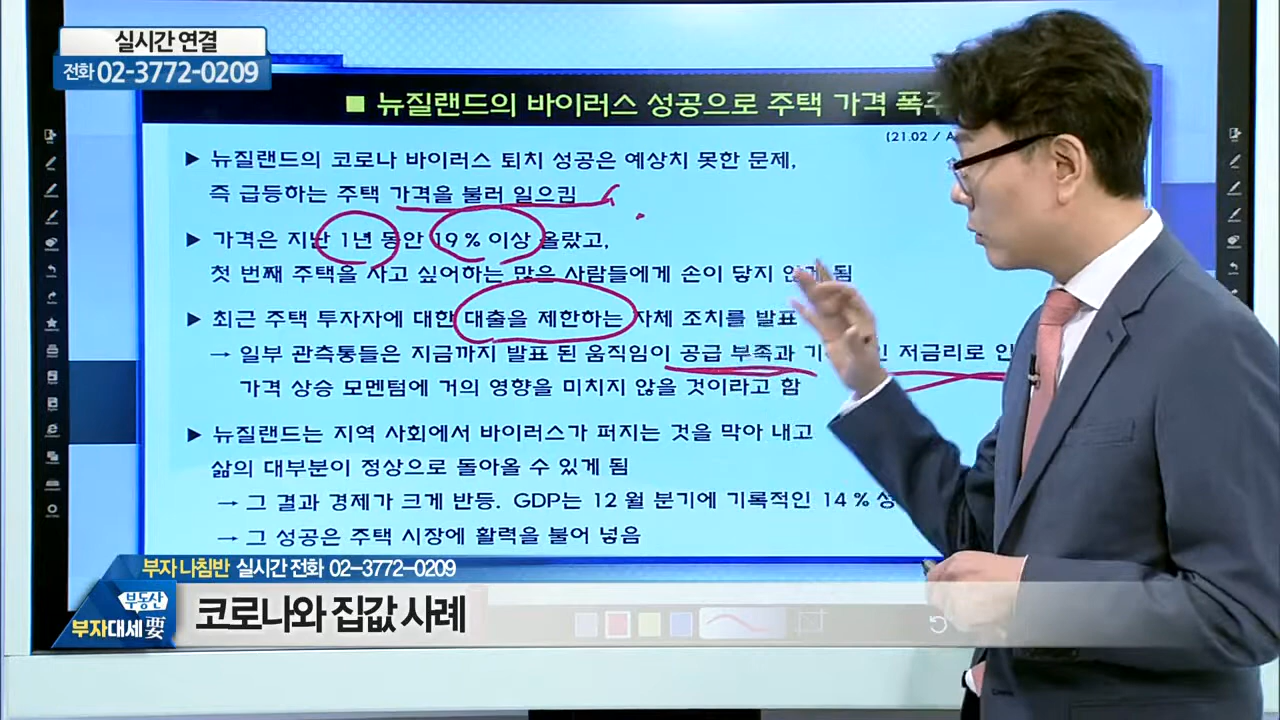 실시간 연결
전화 02-3772-0209
■ 뉴질랜드의 바이러스 성공으로 주택 가격
(21.02 /
▶ 뉴질랜드의 코로나 바이러스 퇴치 성공은 예상치 못한 문제,
즉 급등하는 주택 가격을 불러 일으킴
▶ 가격은 지난 1년 동안 19 % 이상 올랐고,
첫 번째 주택을 사고 싶어하는 많은 사람들에게 손이 닿지 않게 됨
▶ 최근 주택 투자자에 대한 대출을 제한하는 자체 조치를 발표
→ 일부 관측통들은 지금까지 발표 된 움직임이 공급 부족과 저금리로
가격 상승 모멘텀에 거의 영향을 미치지 않을 것이라고 함
▶ 뉴질랜드는 지역 사회에서 바이러스가 퍼지는 것을 막아 내고
삶의 대부분이 정상으로 돌아올 수 있게 됨
→ 그 결과 경제가 크게 반등. GDP는 12 월 분기에 기록적인 14 %
→ 그 성공은 주택 시장에 활력을 불어 넣음
부자 나침반 실시간 전화 02-3772-0209
부동산
부자대세 要
코로나와 집값 사례